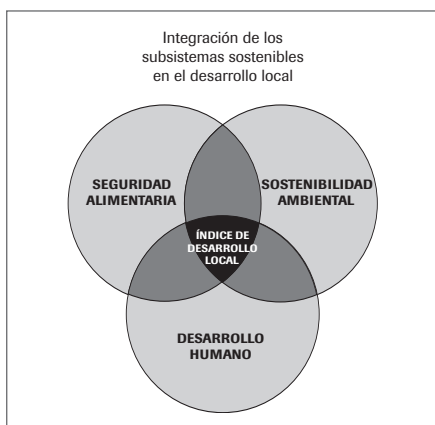 Integración de los
subsistemas sostenibles
en el desarrollo local
SEGURIDAD
ALIMENTARIA
SOSTENIBILIDAD
AMBIENTAL
ÍNDICE DE
DESARROLLO
LOCAL
DESARROLLO
HUMANO